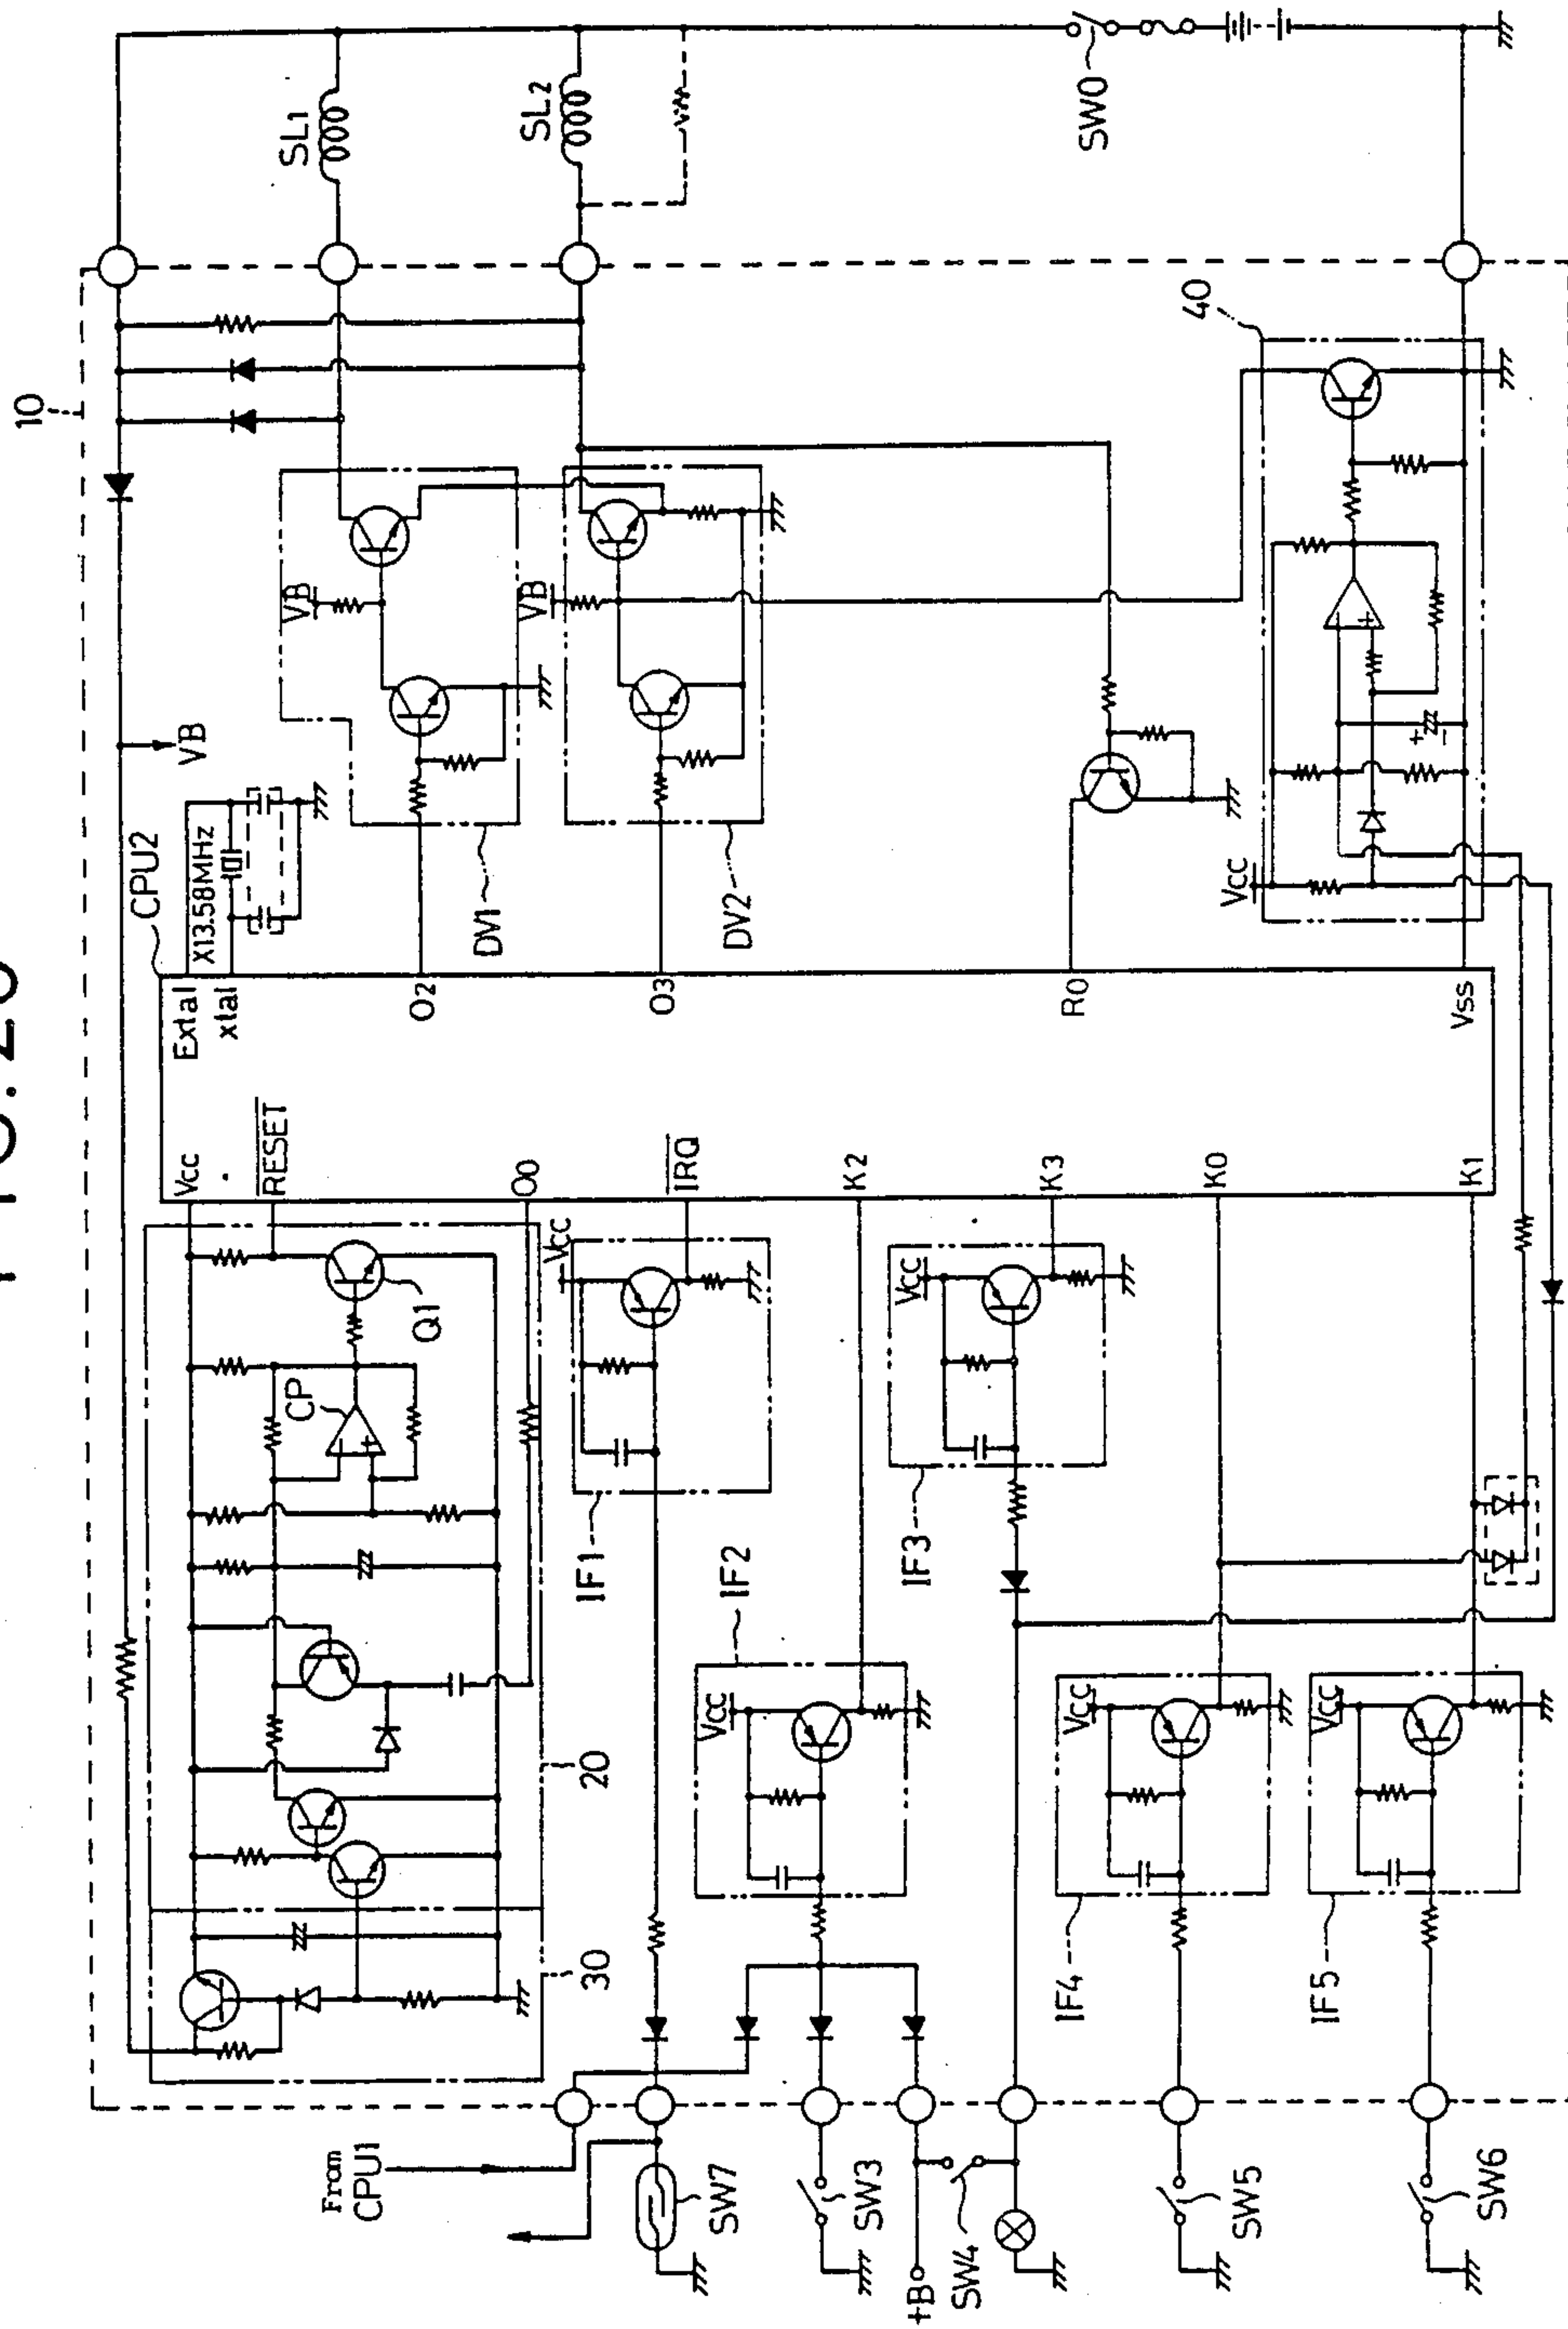 10
SL1
SL2
SW0
VB
CPU2
X13.58MHz
VB
VB
DV1
DV2
40
Vcc
Extal
xtal
O2
O3
R0
Vss
Vcc
RESET
O0
IRQ
K2
K3
K0
K1
Q1
CP
Vcc
Vcc
IF1
IF2
IF3
Vcc
Vcc
Vcc
20
30
IF4
IF5
From
CPU1
SW7
SW3
+B
SW4
SW5
SW6